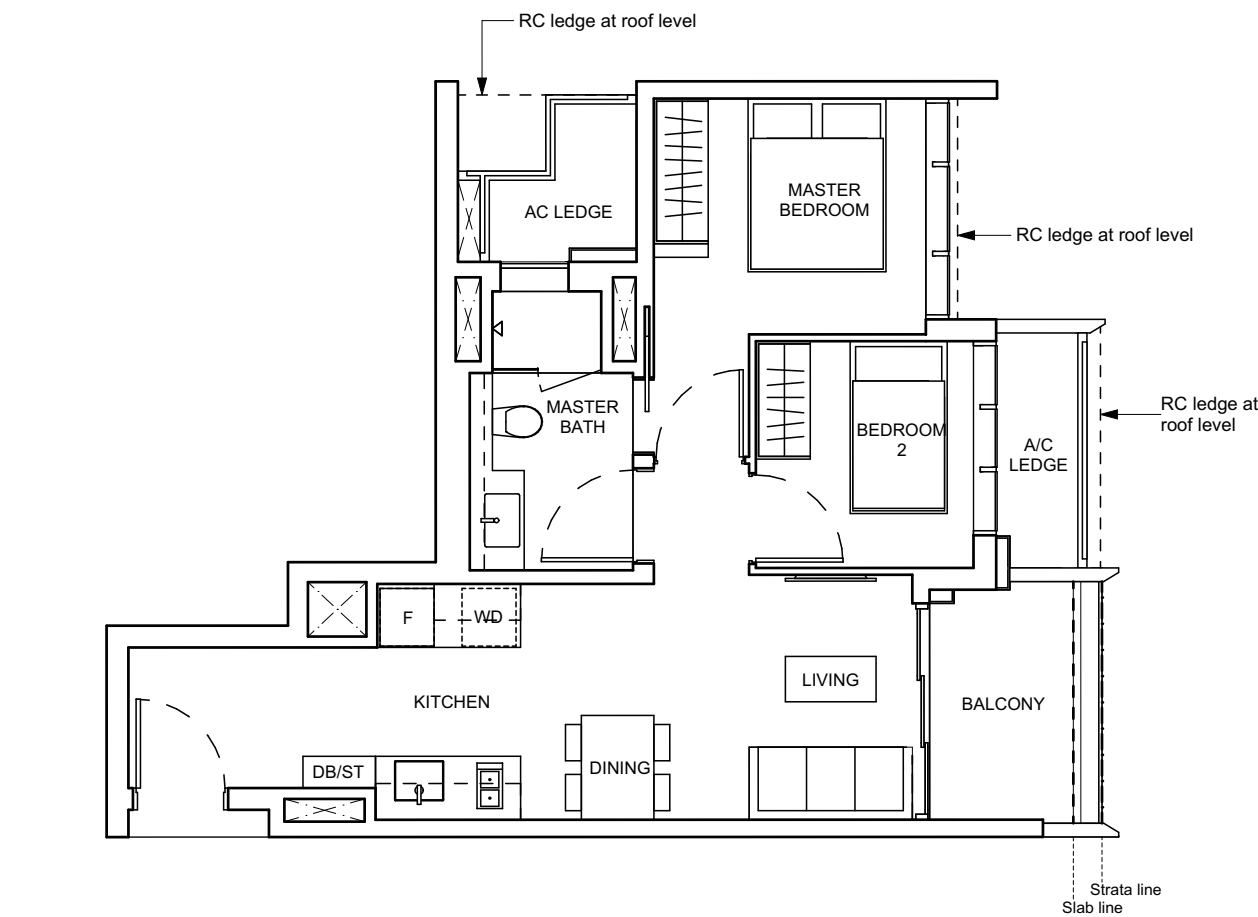 RC ledge at roof level
MASTER
BEDROOM
AC LEDGE
RC ledge at roof level
MASTER
BATH
BEDROOM
2
A/C
LEDGE
RC ledge at
roof level
F
WD
KITCHEN
LIVING
BALCONY
DB/ST
DINING
Strata line
Slab line